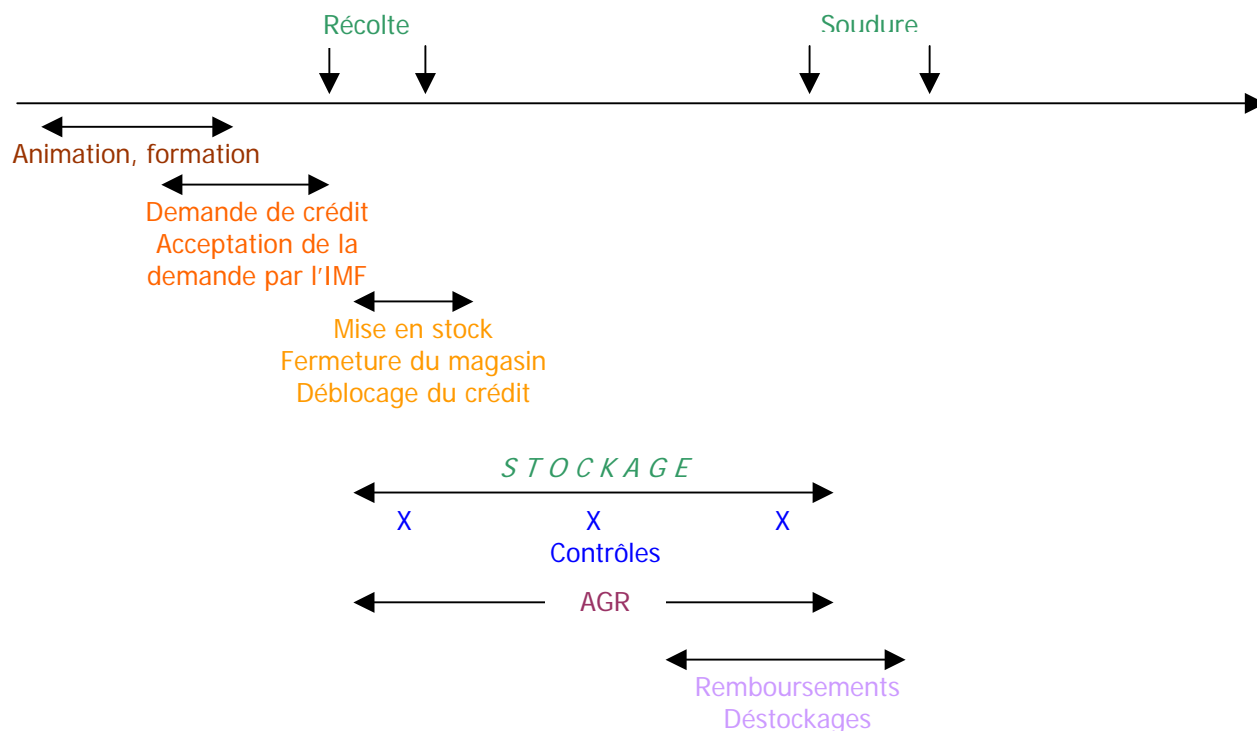 Récolte
Soudure
Animation, formation
Demande de crédit
Acceptation de la
demande par l'IMF
Mise en stock
Fermeture du magasin
Déblocage du crédit
S T O C K A G E
X X X
Contrôles
AGR
Remboursements
Déstockages